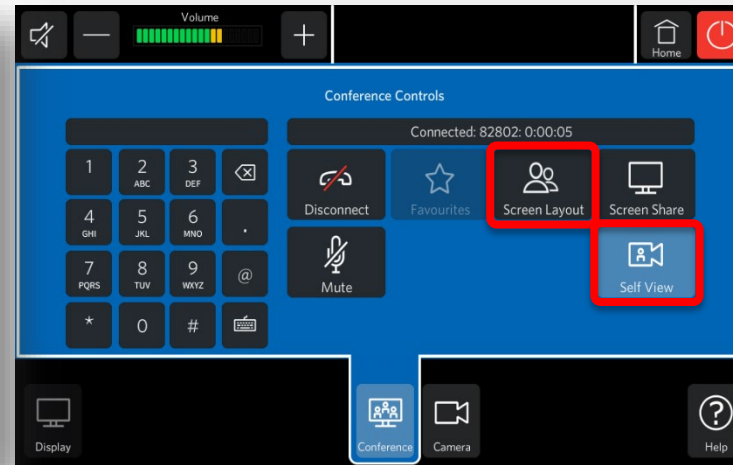 Volume
Home
Conference Controls
Connected: 82802: 0:00:05
1 2 3
ABC DEF
Disconnect Favourites Screen Layout Screen Share
4 5 6 .
GHI JKL MNO
7 8 9 @
PQRS TUV WXYZ
Mute Self View
* 0 #
Display Conference Camera Help